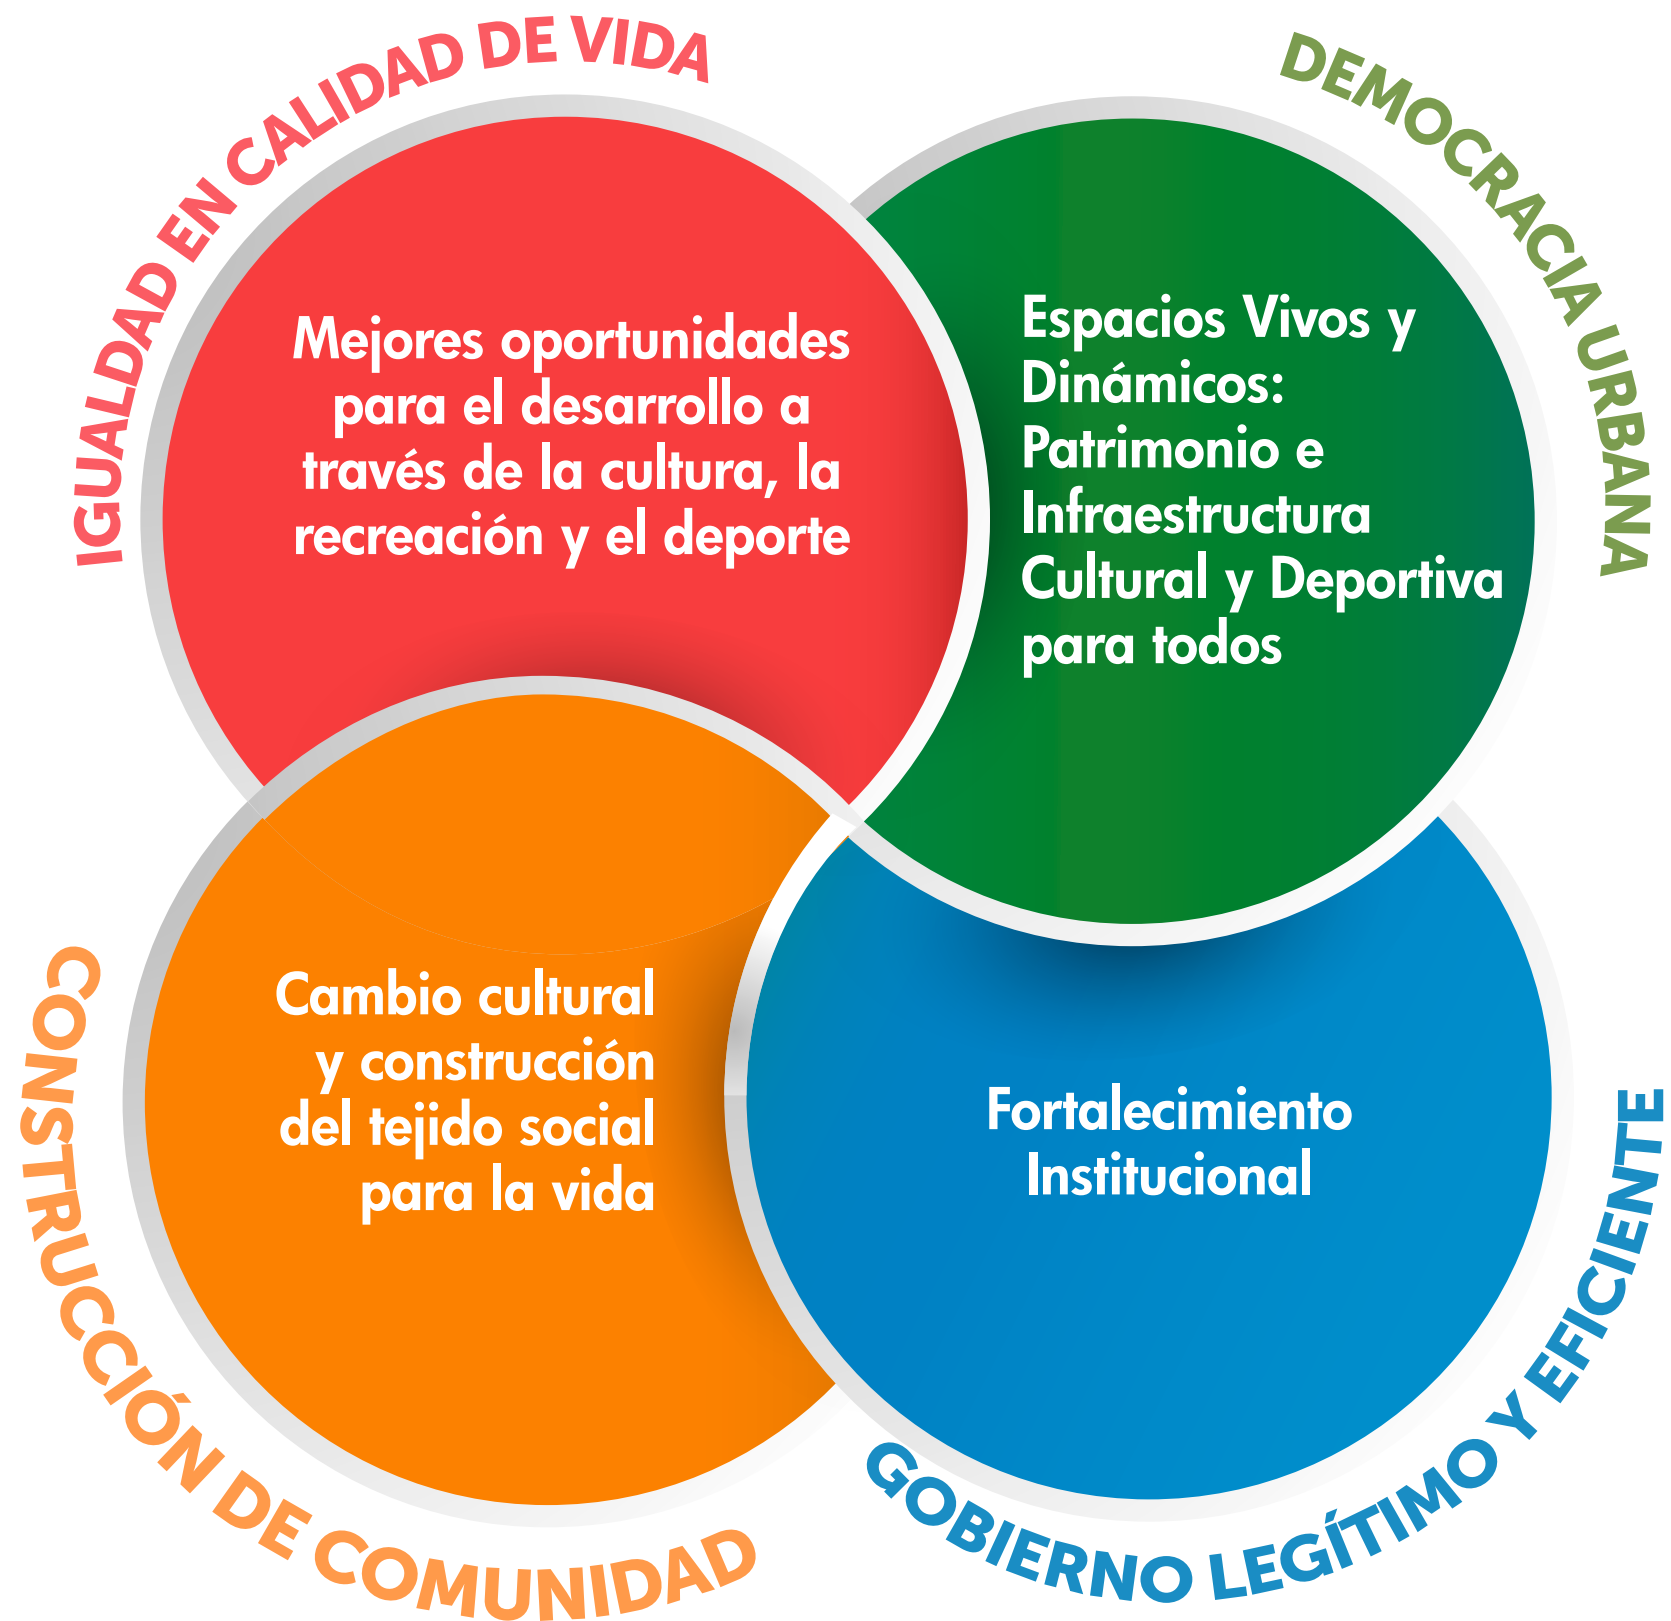 IGUALDAD EN CALIDAD DE VIDA
Mejores oportunidades
para el desarrollo a
través de la cultura, la
recreación y el deporte
DEMOCRACIA URBANA
Espacios Vivos y
Dinámicos:
Patrimonio e
Infraestructura
Cultural y Deportiva
para todos
CONSTRUCCIÓN DE COMUNIDAD
Cambio cultural
y construcción
del tejido social
para la vida
GOBIERNO LEGÍTIMO Y EFICIENTE
Fortalecimiento
Institucional